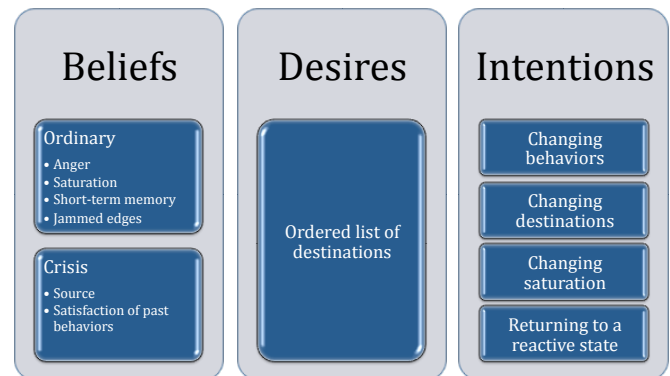 Beliefs
Ordinary
• Anger
• Saturation
• Short-term memory
• Jammed edges
Crisis
• Source
• Satisfaction of past
behaviors
Desires
Ordered list of
destinations
Intentions
Changing
behaviors
Changing
destinations
Changing
saturation
Returning to a
reactive state